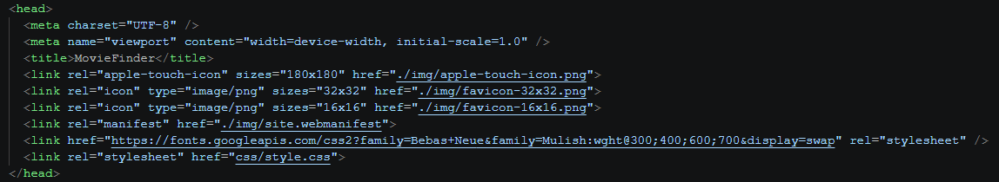 <head>
<meta charset="UTF-8" />
<meta name="viewport" content="width=device-width, initial-scale=1.0" />
<title>MovieFinder</title>
<link rel="apple-touch-icon" sizes="180x180" href="./img/apple-touch-icon.png">
<link rel="icon" type="image/png" sizes="32x32" href="./img/favicon-32x32.png">
<link rel="icon" type="image/png" sizes="16x16" href="./img/favicon-16x16.png">
<link rel="manifest" href="./img/site.webmanifest">
<link href="https://fonts.googleapis.com/css2?family=Bebas+Neue&family=Mulish:wght@300;400;600;700&display=swap" rel="stylesheet" />
<link rel="stylesheet" href="css/style.css">
</head>